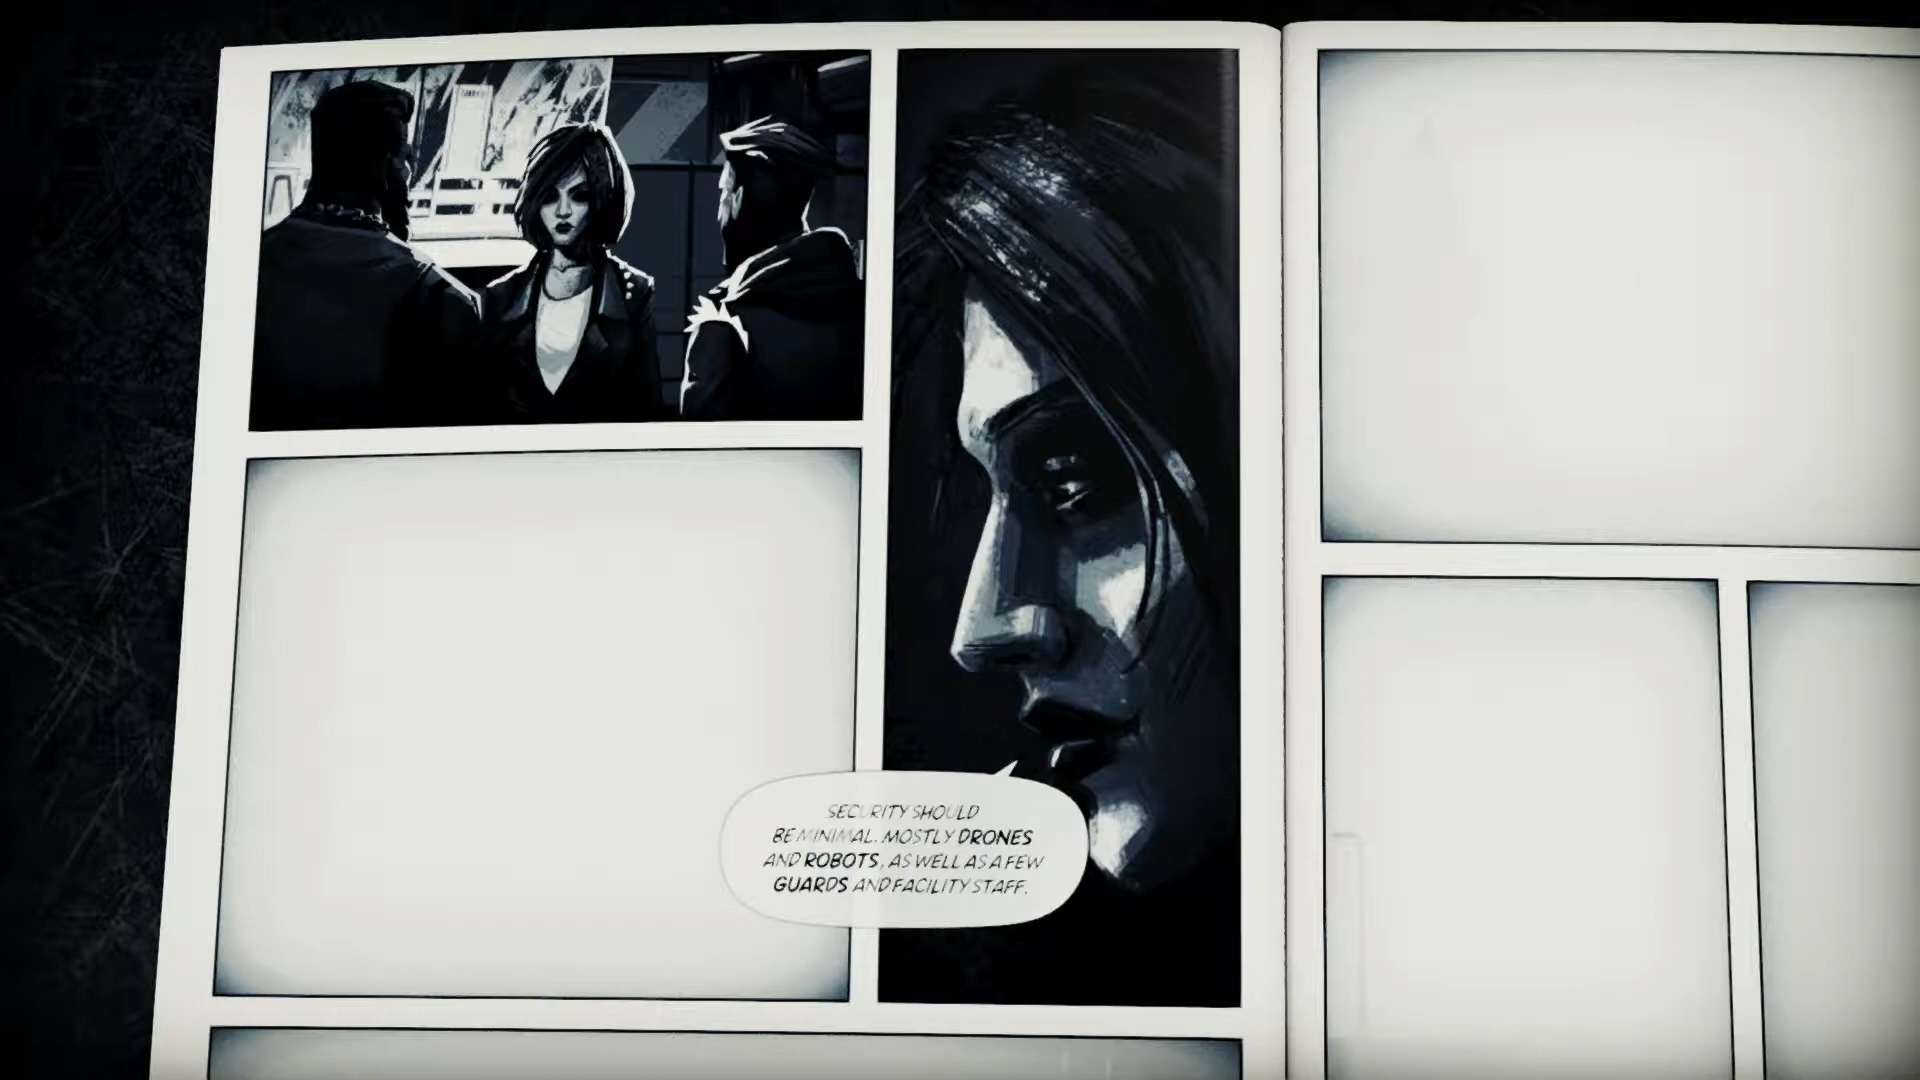 SECURITY SHOULD
BE MINIMAL. MOSTLY DRONES
AND ROBOTS, AS WELL AS A FEW
GUARDS AND FACILITY STAFF.